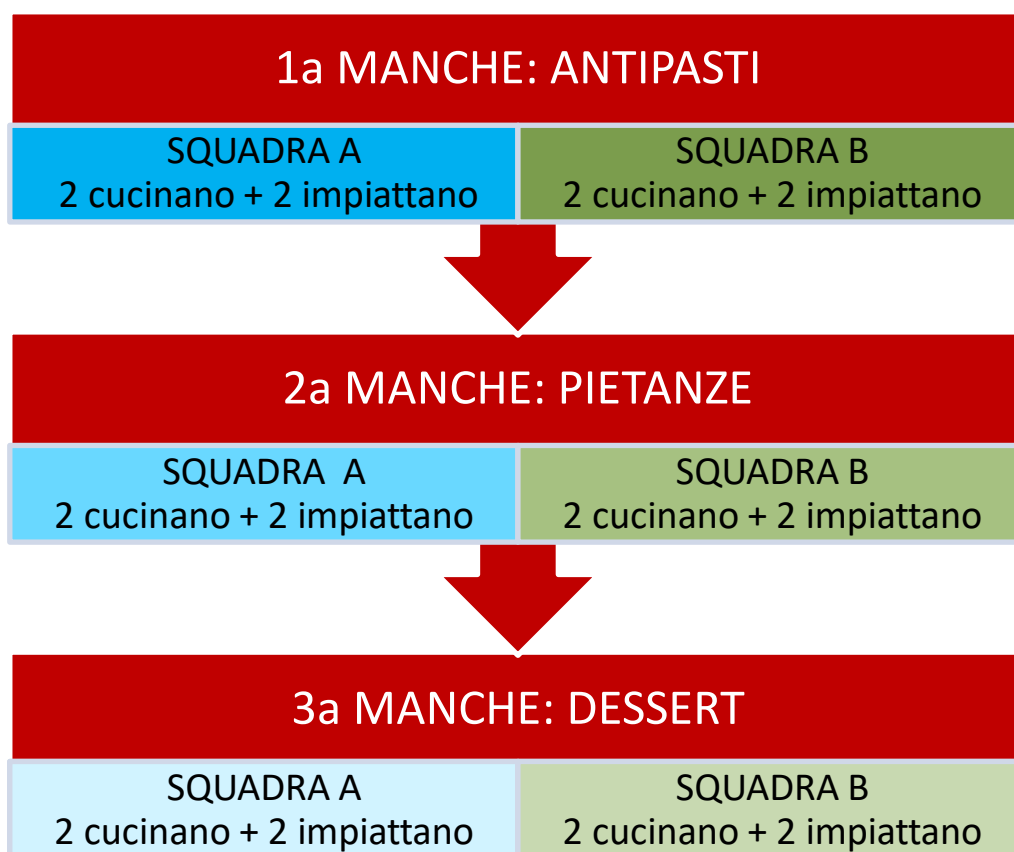 1a MANCHE: ANTIPASTI
SQUADRA A
2 cucinano + 2 impiattano
SQUADRA B
2 cucinano + 2 impiattano
2a MANCHE: PIETANZE
SQUADRA A
2 cucinano + 2 impiattano
SQUADRA B
2 cucinano + 2 impiattano
3a MANCHE: DESSERT
SQUADRA A
2 cucinano + 2 impiattano
SQUADRA B
2 cucinano + 2 impiattano